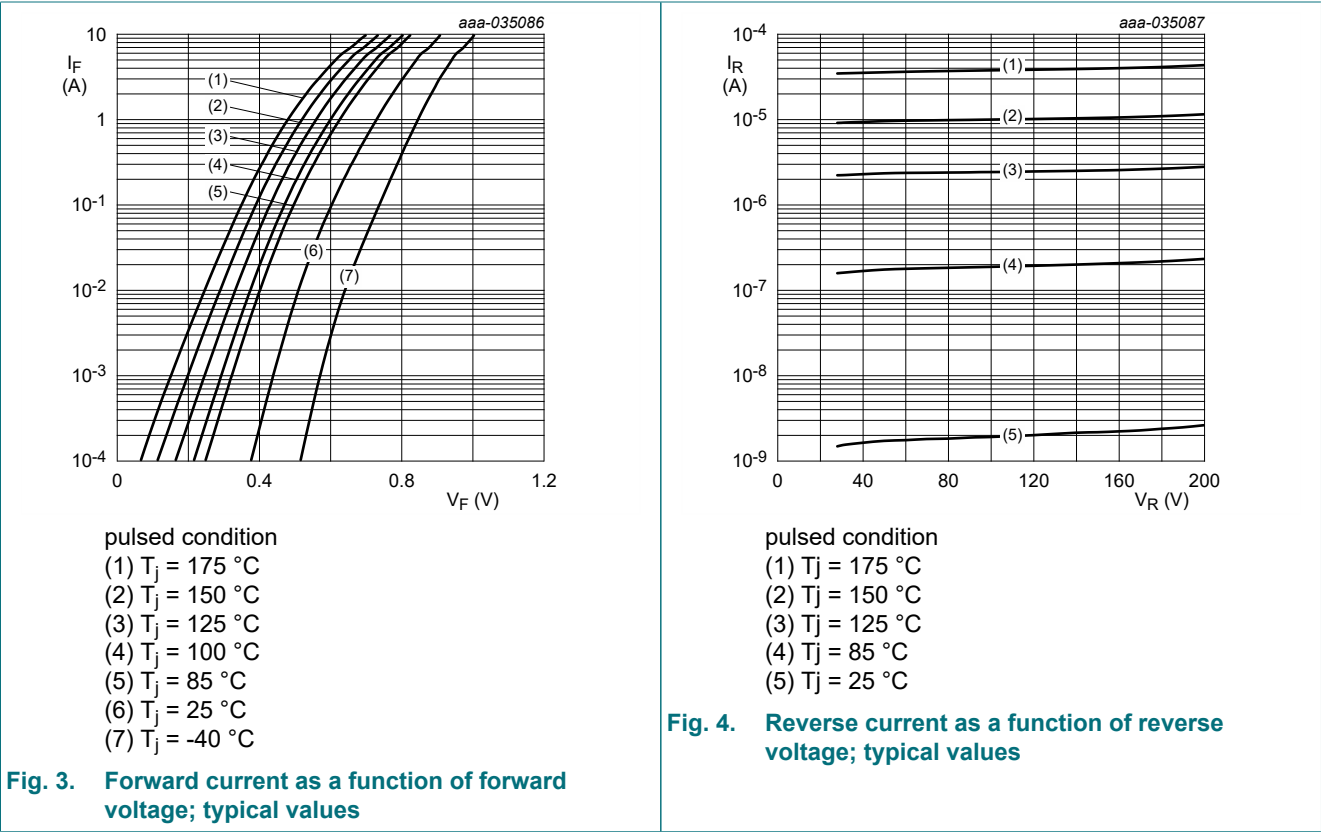 aaa-035086
10
I_F
(A)
1
10^-1
10^-2
10^-3
10^-4
(1)
(2)
(3)
(4)
(5)
(6)
(7)
0
0.4
0.8
1.2
V_F (V)
pulsed condition
(1) T_j = 175 °C
(2) T_j = 150 °C
(3) T_j = 125 °C
(4) T_j = 100 °C
(5) T_j = 85 °C
(6) T_j = 25 °C
(7) T_j = -40 °C
Fig. 3. Forward current as a function of forward
voltage; typical values
aaa-035087
10^-4
I_R
(A)
10^-5
10^-6
10^-7
10^-8
10^-9
(1)
(2)
(3)
(4)
(5)
0
40
80
120
160
200
V_R (V)
pulsed condition
(1) Tj = 175 °C
(2) Tj = 150 °C
(3) Tj = 125 °C
(4) Tj = 85 °C
(5) Tj = 25 °C
Fig. 4. Reverse current as a function of reverse
voltage; typical values